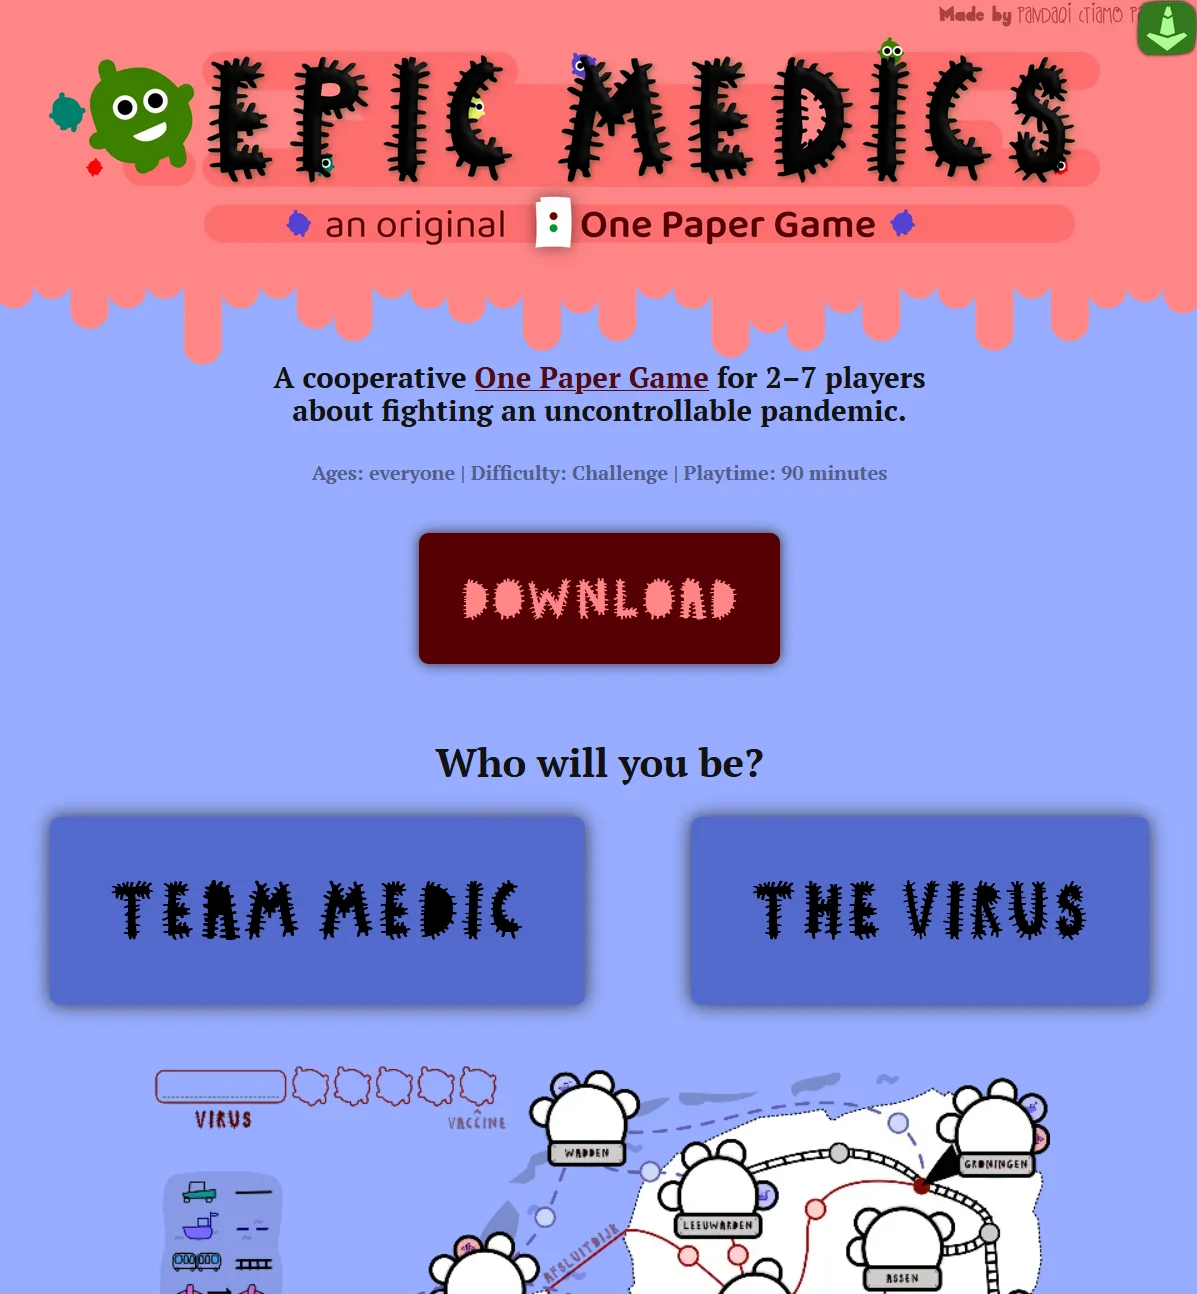 Made by PANDAQI (TIAMO
EPIC MEDICS
an original One Paper Game
A cooperative One Paper Game for 2–7 players
about fighting an uncontrollable pandemic.
Ages: everyone | Difficulty: Challenge | Playtime: 90 minutes
DOWNLOAD
Who will you be?
TEAM MEDIC
THE VIRUS
VIRUS
VACCINE
WADDEN
GRONINGEN
LEEUWARDEN
AFSLUITDIJK
ASSEN